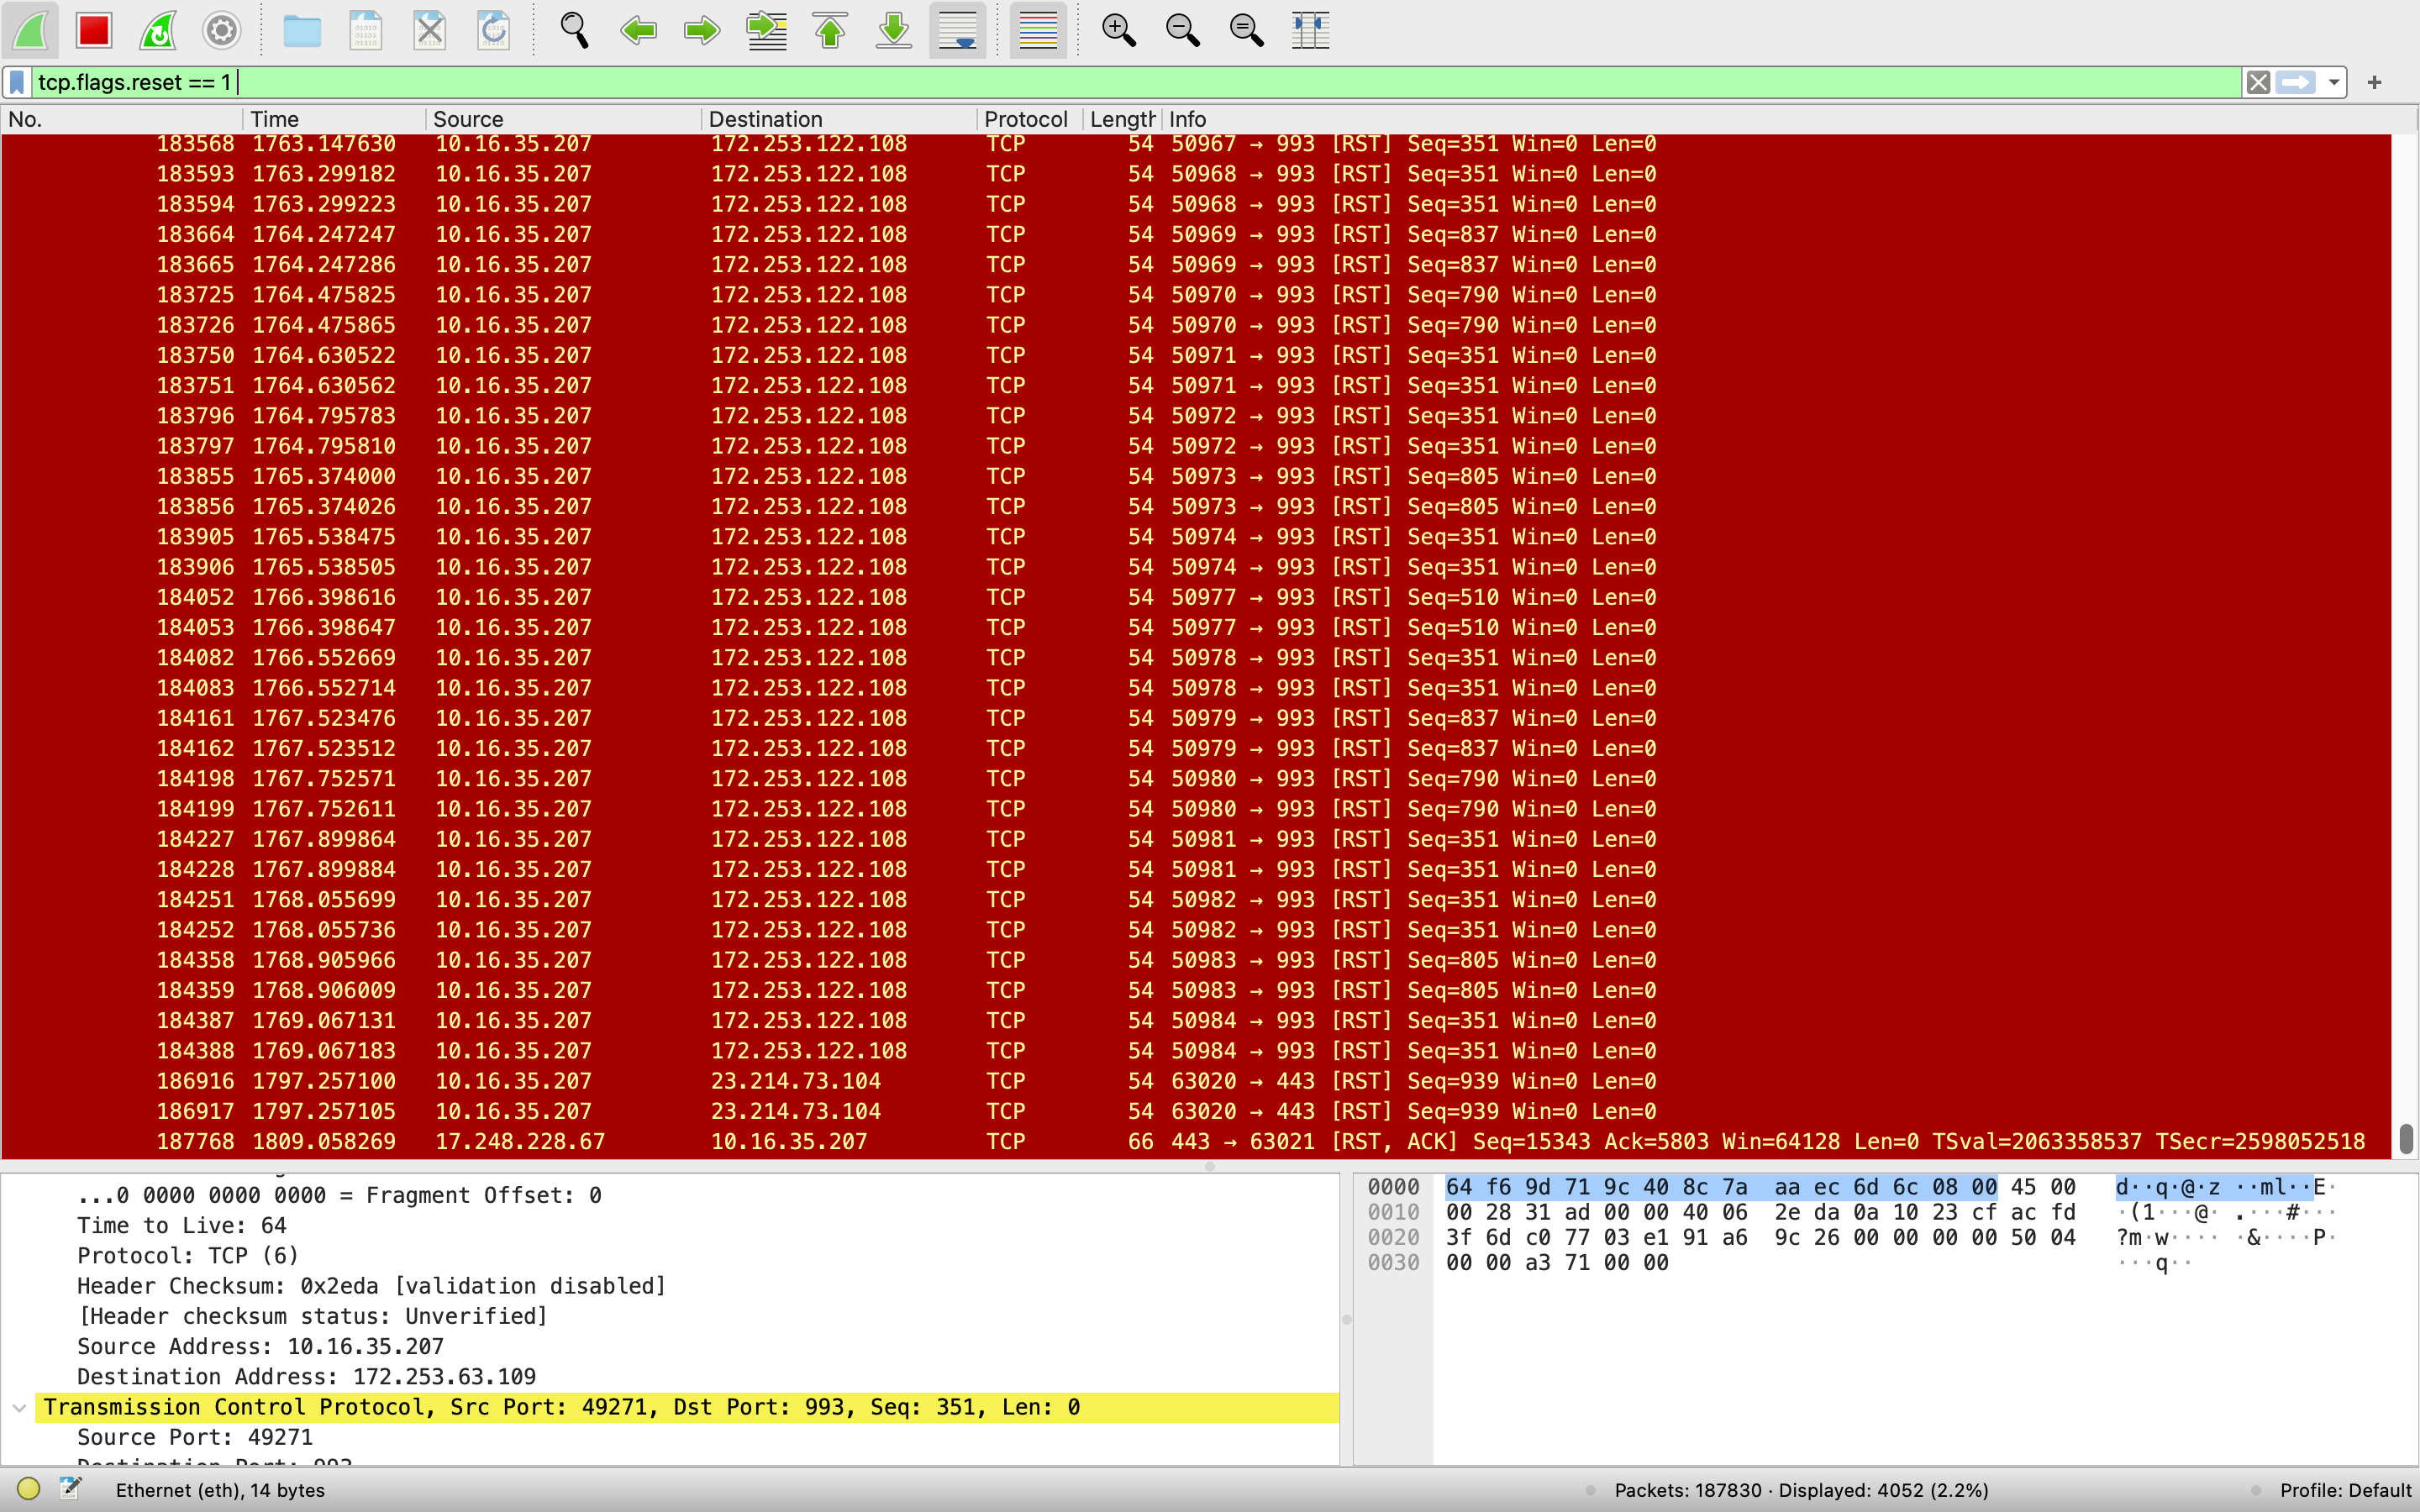 tcp.flags.reset == 1
No. Time Source Destination Protocol Length Info
183568 1763.147630 10.16.35.207 172.253.122.108 TCP 54 50967 → 993 [RST] Seq=351 Win=0 Len=0
183593 1763.299182 10.16.35.207 172.253.122.108 TCP 54 50968 → 993 [RST] Seq=351 Win=0 Len=0
183594 1763.299223 10.16.35.207 172.253.122.108 TCP 54 50968 → 993 [RST] Seq=351 Win=0 Len=0
183664 1764.247247 10.16.35.207 172.253.122.108 TCP 54 50969 → 993 [RST] Seq=837 Win=0 Len=0
183665 1764.247286 10.16.35.207 172.253.122.108 TCP 54 50969 → 993 [RST] Seq=837 Win=0 Len=0
183725 1764.475825 10.16.35.207 172.253.122.108 TCP 54 50970 → 993 [RST] Seq=790 Win=0 Len=0
183726 1764.475865 10.16.35.207 172.253.122.108 TCP 54 50970 → 993 [RST] Seq=790 Win=0 Len=0
183750 1764.630522 10.16.35.207 172.253.122.108 TCP 54 50971 → 993 [RST] Seq=351 Win=0 Len=0
183751 1764.630562 10.16.35.207 172.253.122.108 TCP 54 50971 → 993 [RST] Seq=351 Win=0 Len=0
183796 1764.795783 10.16.35.207 172.253.122.108 TCP 54 50972 → 993 [RST] Seq=351 Win=0 Len=0
183797 1764.795810 10.16.35.207 172.253.122.108 TCP 54 50972 → 993 [RST] Seq=351 Win=0 Len=0
183855 1765.374000 10.16.35.207 172.253.122.108 TCP 54 50973 → 993 [RST] Seq=805 Win=0 Len=0
183856 1765.374026 10.16.35.207 172.253.122.108 TCP 54 50973 → 993 [RST] Seq=805 Win=0 Len=0
183905 1765.538475 10.16.35.207 172.253.122.108 TCP 54 50974 → 993 [RST] Seq=351 Win=0 Len=0
183906 1765.538505 10.16.35.207 172.253.122.108 TCP 54 50974 → 993 [RST] Seq=351 Win=0 Len=0
184052 1766.398616 10.16.35.207 172.253.122.108 TCP 54 50977 → 993 [RST] Seq=510 Win=0 Len=0
184053 1766.398647 10.16.35.207 172.253.122.108 TCP 54 50977 → 993 [RST] Seq=510 Win=0 Len=0
184082 1766.552669 10.16.35.207 172.253.122.108 TCP 54 50978 → 993 [RST] Seq=351 Win=0 Len=0
184083 1766.552714 10.16.35.207 172.253.122.108 TCP 54 50978 → 993 [RST] Seq=351 Win=0 Len=0
184161 1767.523476 10.16.35.207 172.253.122.108 TCP 54 50979 → 993 [RST] Seq=837 Win=0 Len=0
184162 1767.523512 10.16.35.207 172.253.122.108 TCP 54 50979 → 993 [RST] Seq=837 Win=0 Len=0
184198 1767.752571 10.16.35.207 172.253.122.108 TCP 54 50980 → 993 [RST] Seq=790 Win=0 Len=0
184199 1767.752611 10.16.35.207 172.253.122.108 TCP 54 50980 → 993 [RST] Seq=790 Win=0 Len=0
184227 1767.899864 10.16.35.207 172.253.122.108 TCP 54 50981 → 993 [RST] Seq=351 Win=0 Len=0
184228 1767.899884 10.16.35.207 172.253.122.108 TCP 54 50981 → 993 [RST] Seq=351 Win=0 Len=0
184251 1768.055699 10.16.35.207 172.253.122.108 TCP 54 50982 → 993 [RST] Seq=351 Win=0 Len=0
184252 1768.055736 10.16.35.207 172.253.122.108 TCP 54 50982 → 993 [RST] Seq=351 Win=0 Len=0
184358 1768.905966 10.16.35.207 172.253.122.108 TCP 54 50983 → 993 [RST] Seq=805 Win=0 Len=0
184359 1768.906009 10.16.35.207 172.253.122.108 TCP 54 50983 → 993 [RST] Seq=805 Win=0 Len=0
184387 1769.067131 10.16.35.207 172.253.122.108 TCP 54 50984 → 993 [RST] Seq=351 Win=0 Len=0
184388 1769.067183 10.16.35.207 172.253.122.108 TCP 54 50984 → 993 [RST] Seq=351 Win=0 Len=0
186916 1797.257100 10.16.35.207 23.214.73.104 TCP 54 63020 → 443 [RST] Seq=939 Win=0 Len=0
186917 1797.257105 10.16.35.207 23.214.73.104 TCP 54 63020 → 443 [RST] Seq=939 Win=0 Len=0
187768 1809.058269 17.248.228.67 10.16.35.207 TCP 66 443 → 63021 [RST, ACK] Seq=15343 Ack=5803 Win=64128 Len=0 TSval=2063358537 TSecr=2598052518
...0 0000 0000 0000 = Fragment Offset: 0
Time to Live: 64
Protocol: TCP (6)
Header Checksum: 0x2eda [validation disabled]
[Header checksum status: Unverified]
Source Address: 10.16.35.207
Destination Address: 172.253.63.109
Transmission Control Protocol, Src Port: 49271, Dst Port: 993, Seq: 351, Len: 0
Source Port: 49271
Destination Port: 993
0000 64 f6 9d 71 9c 40 8c 7a aa ec 6d 6c 08 00 45 00 d··q·@·z ··ml··E·
0010 00 28 31 ad 00 00 40 06 2e da 0a 10 23 cf ac fd ·(1···@· .···#···
0020 3f 6d c0 77 03 e1 91 a6 9c 26 00 00 00 00 50 04 ?m·w···· ·&····P·
0030 00 00 a3 71 00 00 ···q··
Ethernet (eth), 14 bytes
Packets: 187830 · Displayed: 4052 (2.2%)
Profile: Default